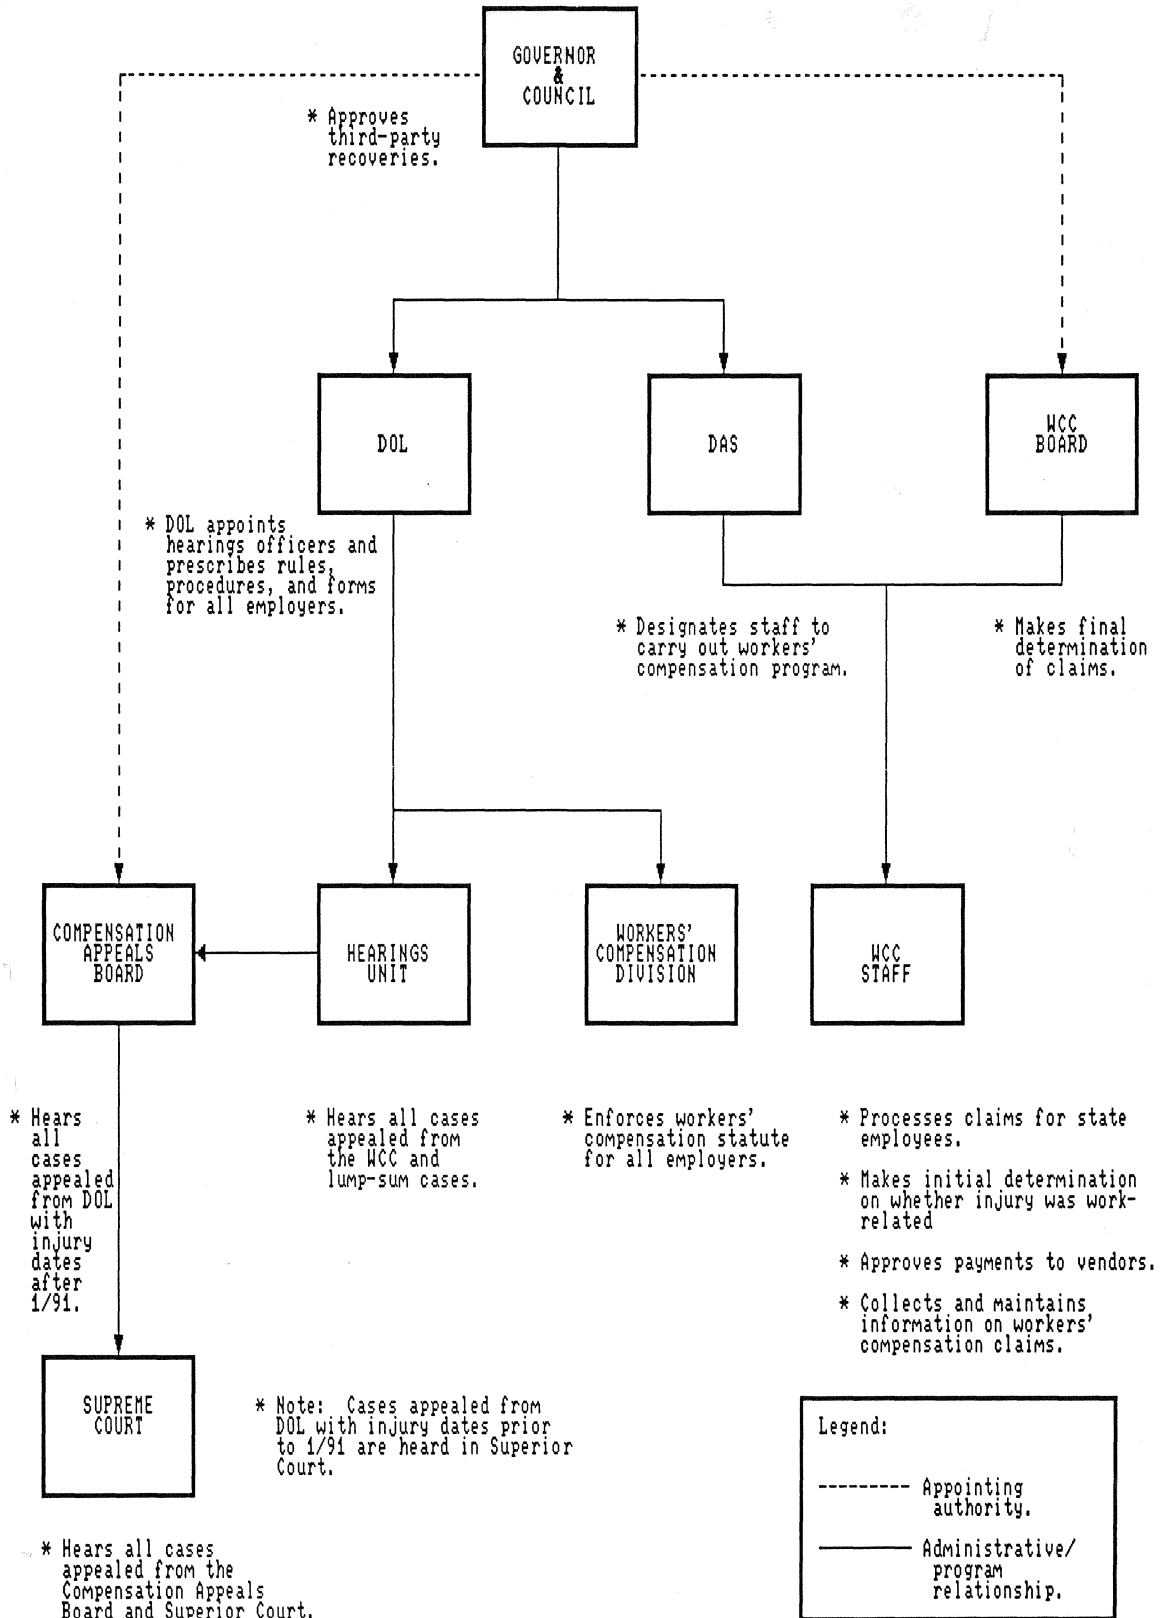 GOVERNOR
&
COUNCIL
* Approves
third-party
recoveries.
DOL
DAS
WCC
BOARD
* DOL appoints
hearings officers and
prescribes rules,
procedures, and forms
for all employers.
* Designates staff to
carry out workers'
compensation program.
* Makes final
determination
of claims.
COMPENSATION
APPEALS
BOARD
HEARINGS
UNIT
WORKERS'
COMPENSATION
DIVISION
WCC
STAFF
* Hears
all
cases
appealed
from DOL
with
injury
dates
after
1/91.
* Hears all cases
appealed from
the WCC and
lump-sum cases.
* Enforces workers'
compensation statute
for all employers.
* Processes claims for state
employees.
* Makes initial determination
on whether injury was work-
related
* Approves payments to vendors.
* Collects and maintains
information on workers'
compensation claims.
SUPREME
COURT
* Note: Cases appealed from
DOL with injury dates prior
to 1/91 are heard in Superior
Court.
Legend:
Appointing
authority.
Administrative/
program
relationship.
* Hears all cases
appealed from the
Compensation Appeals
Board and Superior Court.